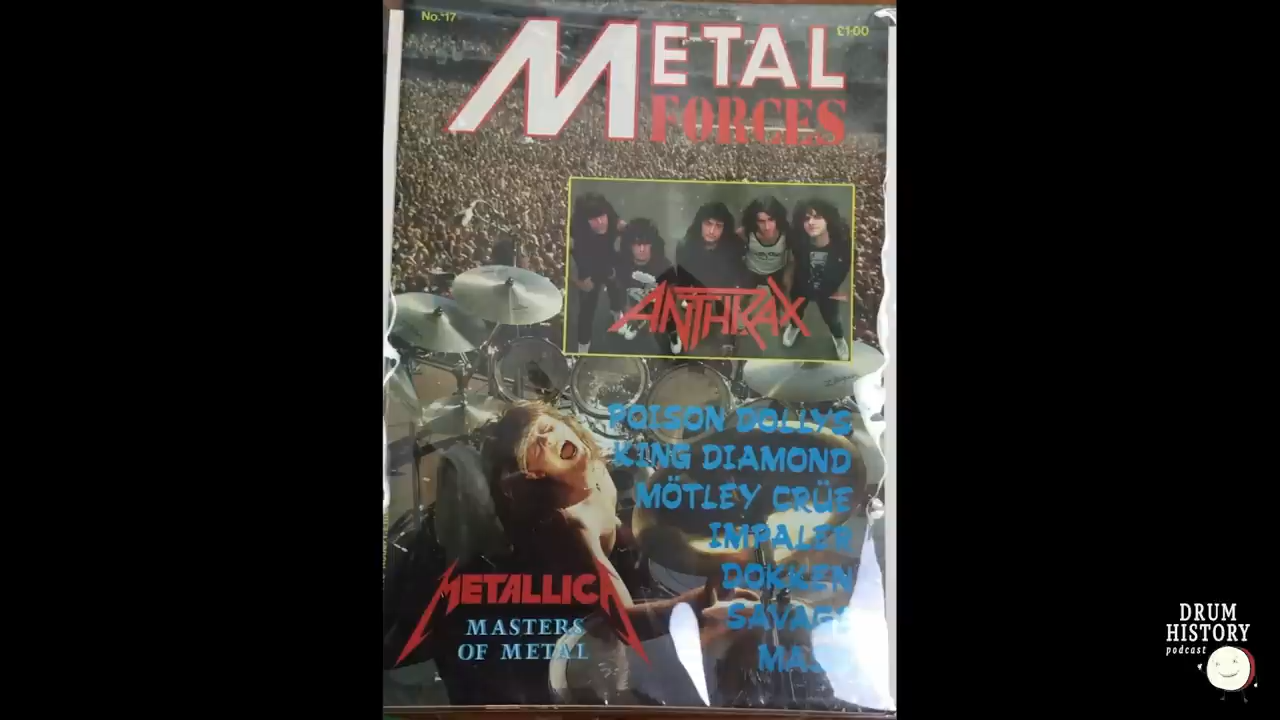 No. 17
£1·00
METAL
FORCES
ANTHRAX
POISON DOLLYS
KING DIAMOND
MÖTLEY CRÜE
IMPALER
DOKKEN
SAVAGE
METALLICA
MASTERS
OF METAL
DRUM
HISTORY
podcast